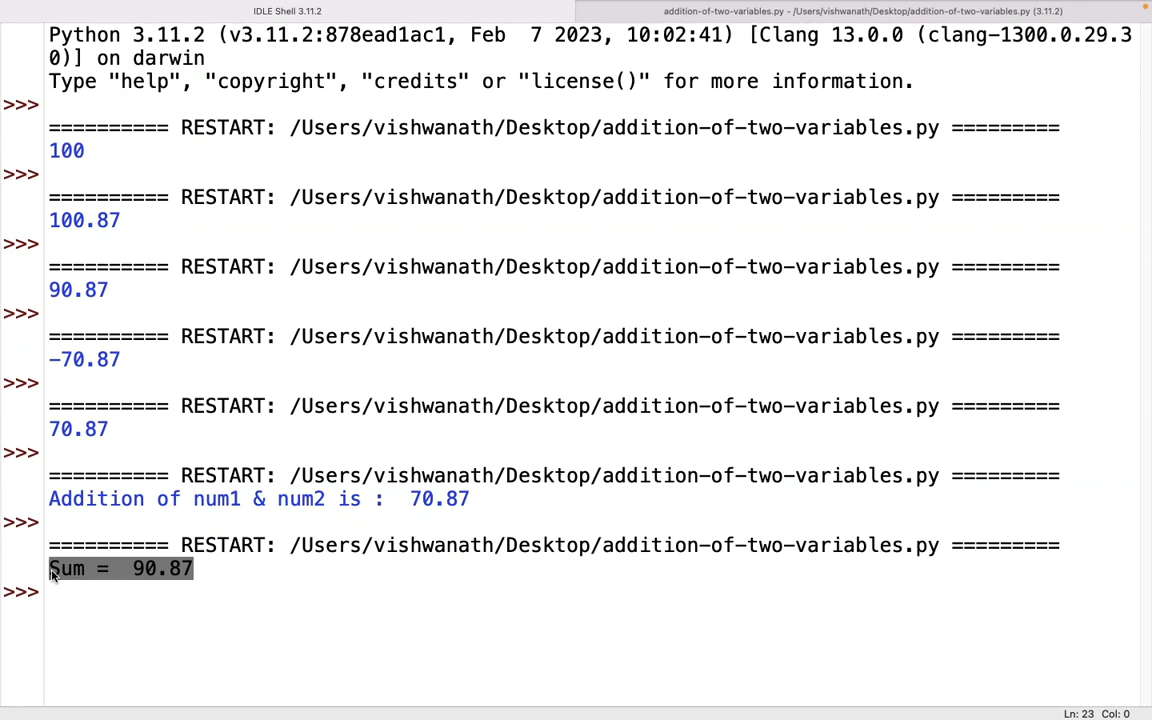 IDLE Shell 3.11.2
addition-of-two-variables.py - /Users/vishwanath/Desktop/addition-of-two-variables.py (3.11.2)
Python 3.11.2 (v3.11.2:878ead1ac1, Feb  7 2023, 10:02:41) [Clang 13.0.0 (clang-1300.0.29.3
0)] on darwin
Type "help", "copyright", "credits" or "license()" for more information.
>>>
========== RESTART: /Users/vishwanath/Desktop/addition-of-two-variables.py =========
100
>>>
========== RESTART: /Users/vishwanath/Desktop/addition-of-two-variables.py =========
100.87
>>>
========== RESTART: /Users/vishwanath/Desktop/addition-of-two-variables.py =========
90.87
>>>
========== RESTART: /Users/vishwanath/Desktop/addition-of-two-variables.py =========
-70.87
>>>
========== RESTART: /Users/vishwanath/Desktop/addition-of-two-variables.py =========
70.87
>>>
========== RESTART: /Users/vishwanath/Desktop/addition-of-two-variables.py =========
Addition of num1 & num2 is :  70.87
>>>
========== RESTART: /Users/vishwanath/Desktop/addition-of-two-variables.py =========
Sum =  90.87
>>>
Ln: 23  Col: 0